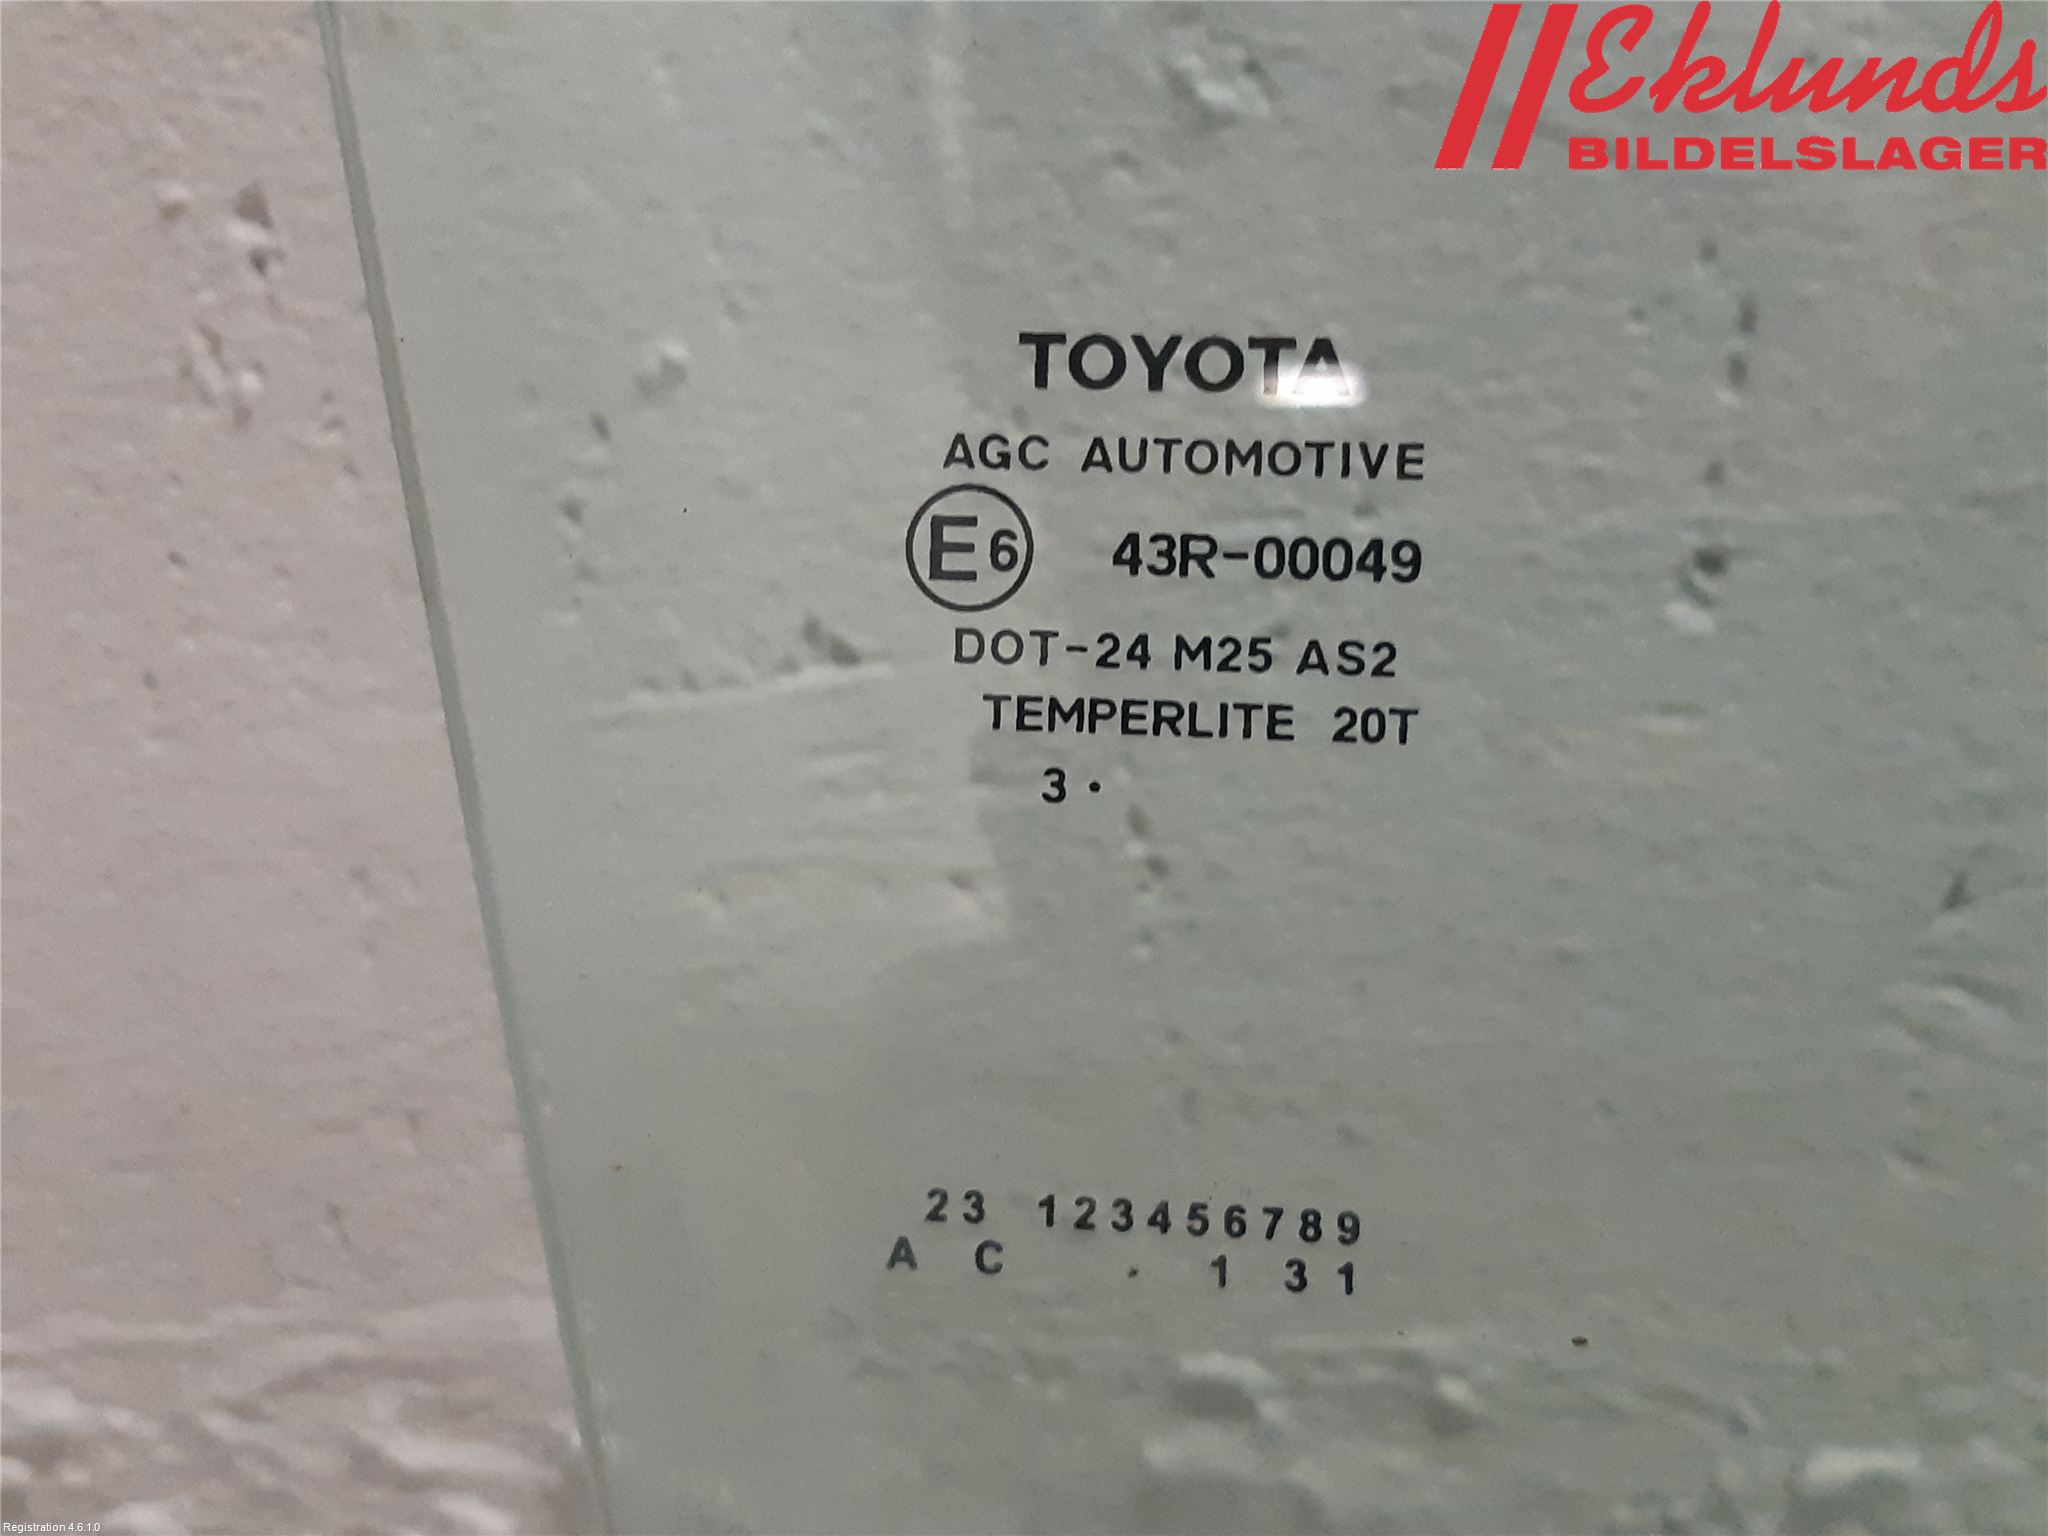 Eklunds
BILDELSLAGER
TOYOTA
AGC AUTOMOTIVE
E6 43R-00049
DOT-24 M25 AS2
TEMPERLITE 20T
3 ·
23 123456789
A C 1 3 1
Registration 4.6.1.0